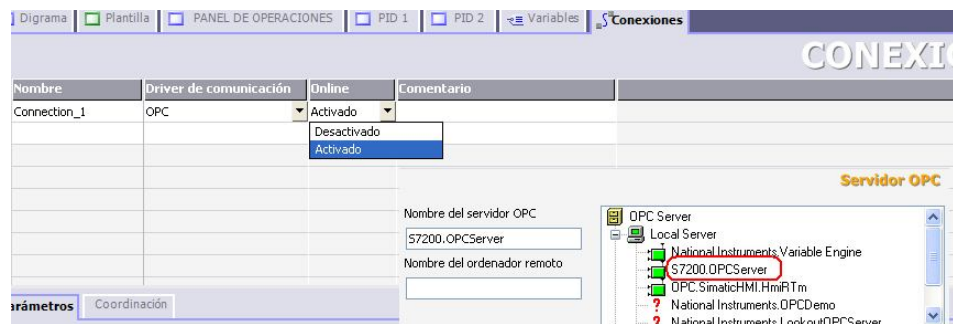 Digrama Plantilla PANEL DE OPERACIONES PID 1 PID 2 Variables Conexiones
CONEXI
Nombre Driver de comunicación Online Comentario
Connection_1 OPC Activado
Desactivado
Activado
Servidor OPC
Nombre del servidor OPC
S7200.OPCServer
Nombre del ordenador remoto
OPC Server
Local Server
National Instruments.Variable Engine
S7200.OPCServer
OPC.SimaticHMI.HmiRTm
National Instruments.OPCDemo
National Instruments.LookoutOPCServer
arámetros Coordinación